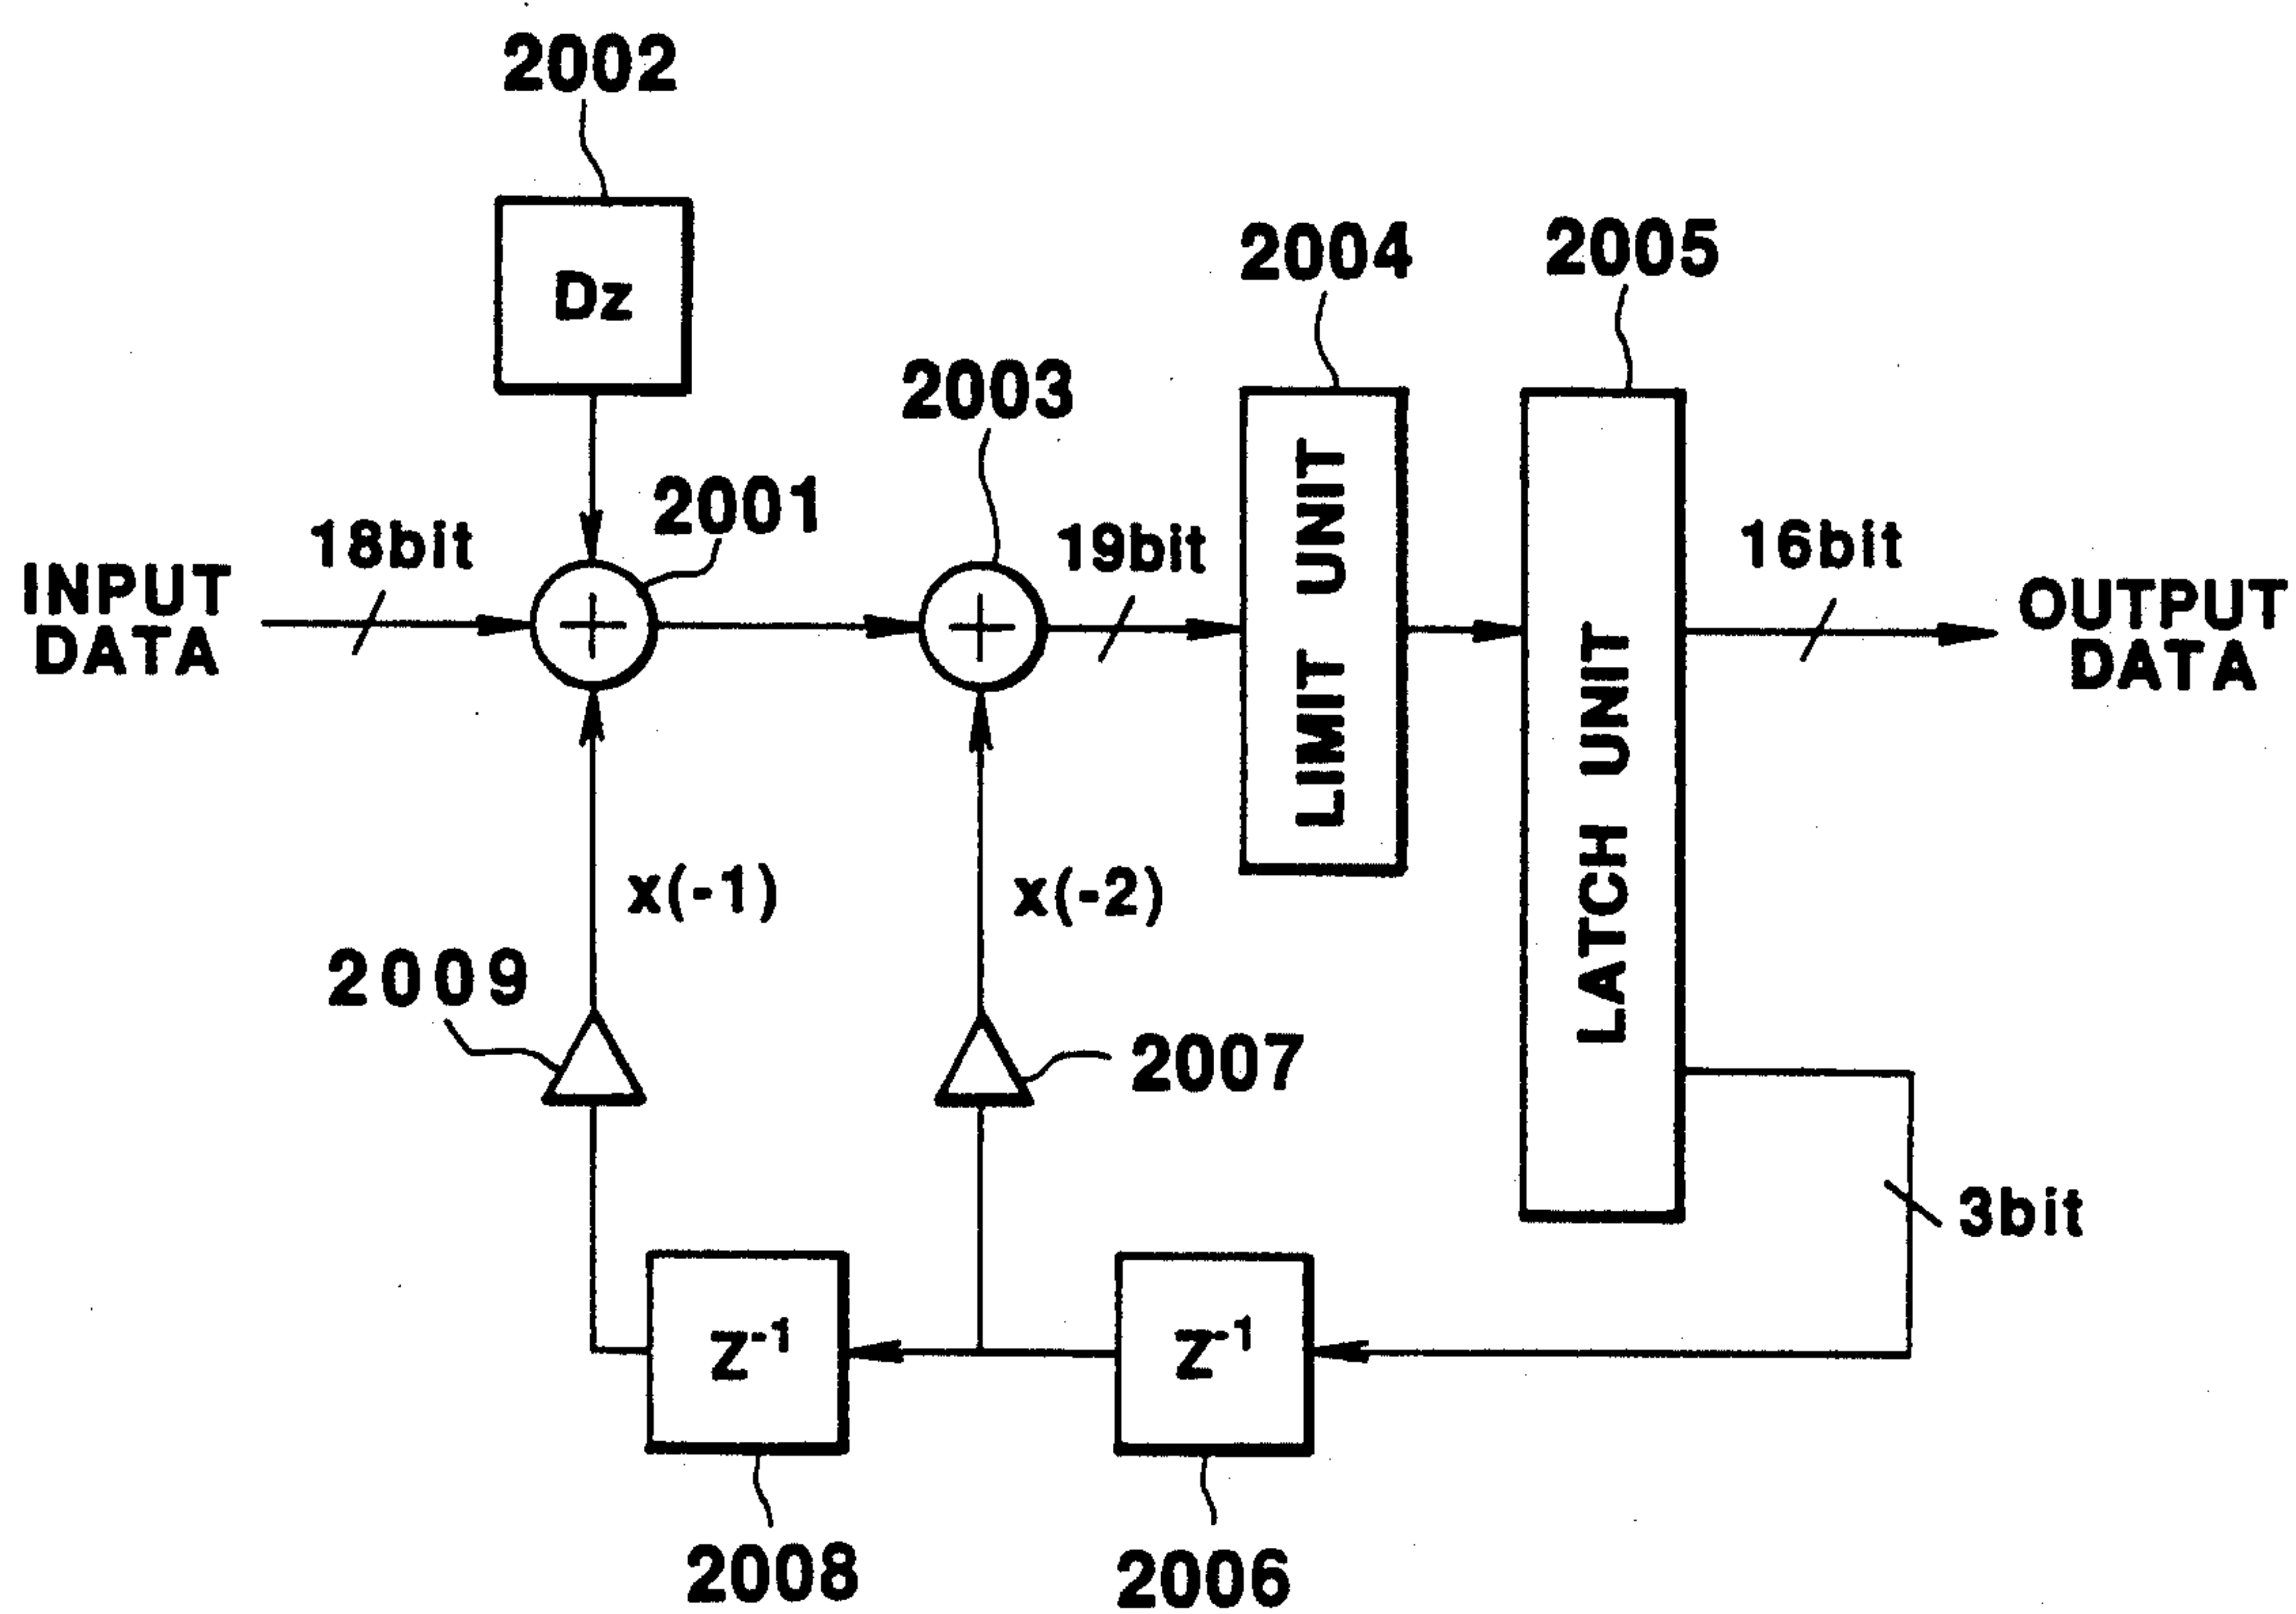 2002
Dz
2004
2005
2003
2001
18bit
19bit
16bit
INPUT
DATA
OUTPUT
DATA
LIMIT UNIT
LATCH UNIT
x(-1)
x(-2)
2009
2007
3bit
Z⁻¹
Z⁻¹
2008
2006